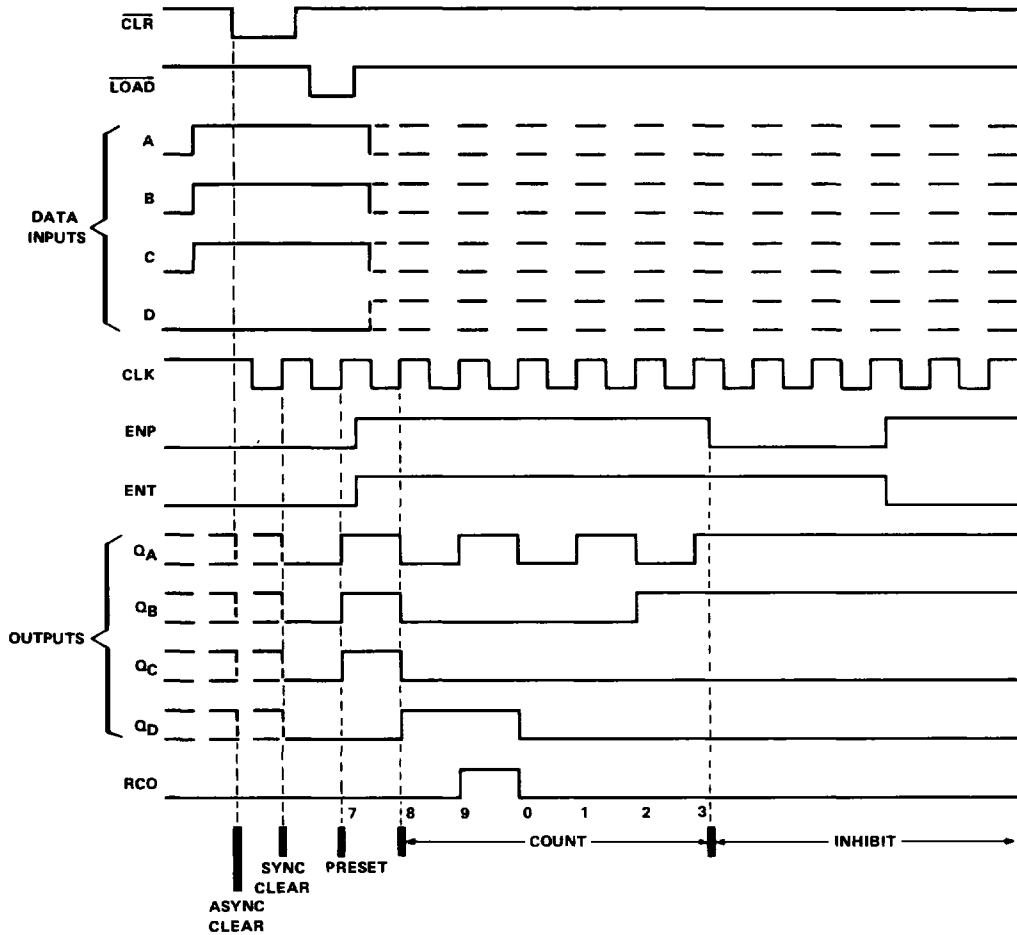 CLR
LOAD
A
B
DATA
INPUTS
C
D
CLK
ENP
ENT
QA
QB
OUTPUTS
QC
QD
RCO
7 8 9 0 1 2 3
COUNT INHIBIT
SYNC
CLEAR
PRESET
ASYNC
CLEAR